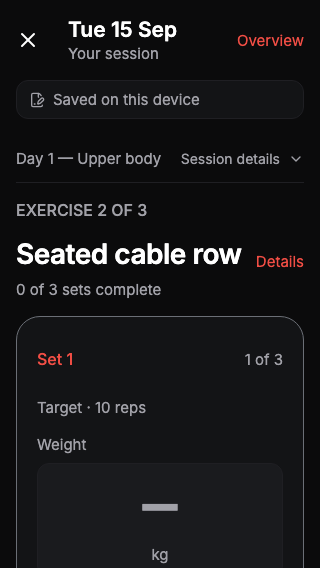 Tue 15 Sep
Your session
Overview
Saved on this device
Day 1 — Upper body
Session details
EXERCISE 2 OF 3
Seated cable row
Details
0 of 3 sets complete
Set 1
1 of 3
Target · 10 reps
Weight
—
kg